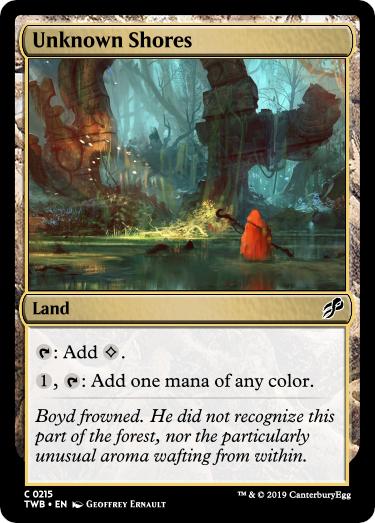 Unknown Shores
Land
: Add .
1, : Add one mana of any color.
Boyd frowned. He did not recognize this
part of the forest, nor the particularly
unusual aroma wafting from within.
C 0215
TWB • EN Geoffrey Ernault
™ & © 2019 CanterburyEgg